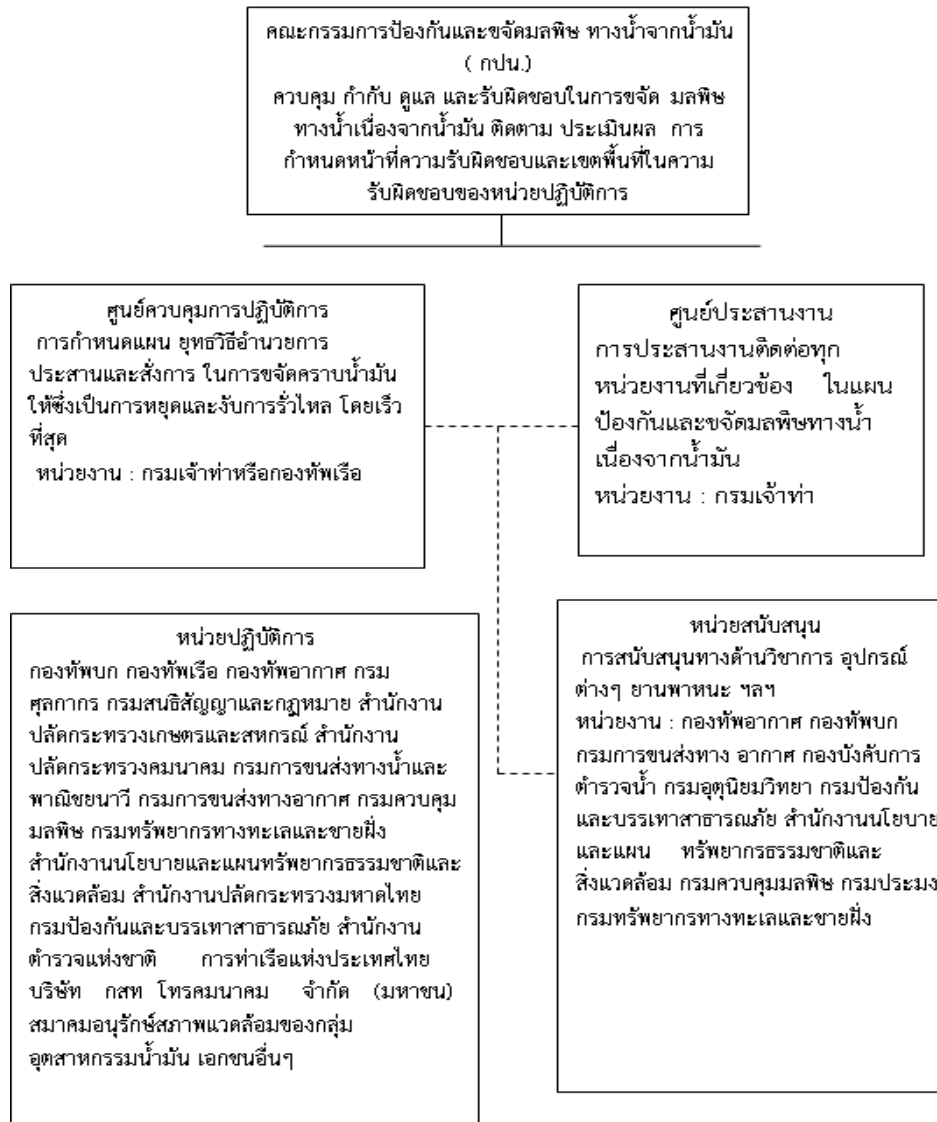 คณะกรรมการป้องกันและขจัดมลพิษ ทางน้ำจากน้ำมัน
( กปน.)
ควบคุม กำกับ ดูแล และรับผิดชอบในการขจัด มลพิษ
ทางน้ำเนื่องจากน้ำมัน ติดตาม ประเมินผล การ
กำหนดหน้าที่ความรับผิดชอบและเขตพื้นที่ในความ
รับผิดชอบของหน่วยปฏิบัติการ
ศูนย์ควบคุมการปฏิบัติการ
การกำหนดแผน ยุทธวิธีอำนวยการ
ประสานและสั่งการ ในการขจัดคราบน้ำมัน
ให้ซึ่งเป็นการหยุดและงับการรั่วไหล โดยเร็ว
ที่สุด
หน่วยงาน : กรมเจ้าท่าหรือกองทัพเรือ
ศูนย์ประสานงาน
การประสานงานติดต่อทุก
หน่วยงานที่เกี่ยวข้อง ในแผน
ป้องกันและขจัดมลพิษทางน้ำ
เนื่องจากน้ำมัน
หน่วยงาน : กรมเจ้าท่า
หน่วยปฏิบัติการ
กองทัพบก กองทัพเรือ กองทัพอากาศ กรม
ศุลกากร กรมสนธิสัญญาและกฎหมาย สำนักงาน
ปลัดกระทรวงเกษตรและสหกรณ์ สำนักงาน
ปลัดกระทรวงคมนาคม กรมการขนส่งทางน้ำและ
พาณิชยนาวี กรมการขนส่งทางอากาศ กรมควบคุม
มลพิษ กรมทรัพยากรทางทะเลและชายฝั่ง
สำนักงานนโยบายและแผนทรัพยากรธรรมชาติและ
สิ่งแวดล้อม สำนักงานปลัดกระทรวงมหาดไทย
กรมป้องกันและบรรเทาสาธารณภัย สำนักงาน
ตำรวจแห่งชาติ การท่าเรือแห่งประเทศไทย
บริษัท กสท โทรคมนาคม จำกัด (มหาชน)
สมาคมอนุรักษ์สภาพแวดล้อมของกลุ่ม
อุตสาหกรรมน้ำมัน เอกชนอื่นๆ
หน่วยสนับสนุน
การสนับสนุนทางด้านวิชาการ อุปกรณ์
ต่างๆ ยานพาหนะ ฯลฯ
หน่วยงาน : กองทัพอากาศ กองทัพบก
กรมการขนส่งทาง อากาศ กองบังคับการ
ตำรวจน้ำ กรมอุตุนิยมวิทยา กรมป้องกัน
และบรรเทาสาธารณภัย สำนักงานนโยบาย
และแผน ทรัพยากรธรรมชาติและ
สิ่งแวดล้อม กรมควบคุมมลพิษ กรมประมง
กรมทรัพยากรทางทะเลและชายฝั่ง